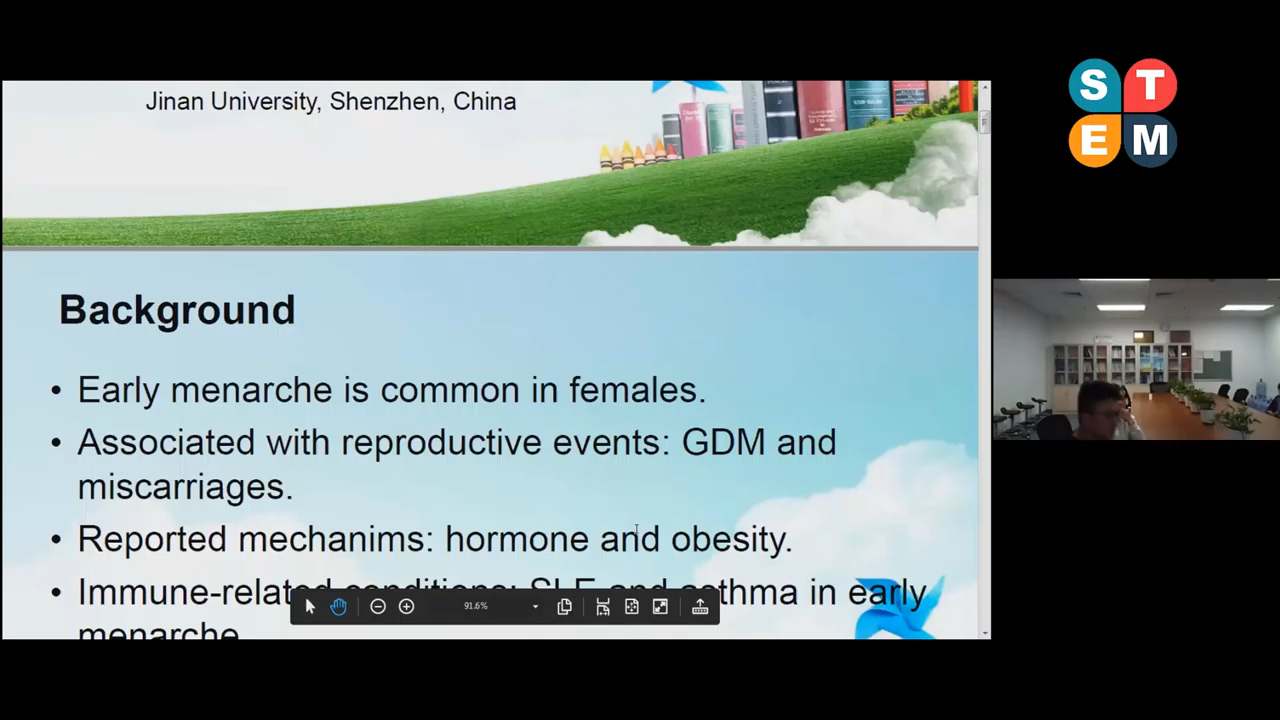 Jinan University, Shenzhen, China
S T
E M
Background
• Early menarche is common in females.
• Associated with reproductive events: GDM and
miscarriages.
• Reported mechanims: hormone and obesity.
• Immune-related conditions: SLE and asthma in early
menarche
91.6%